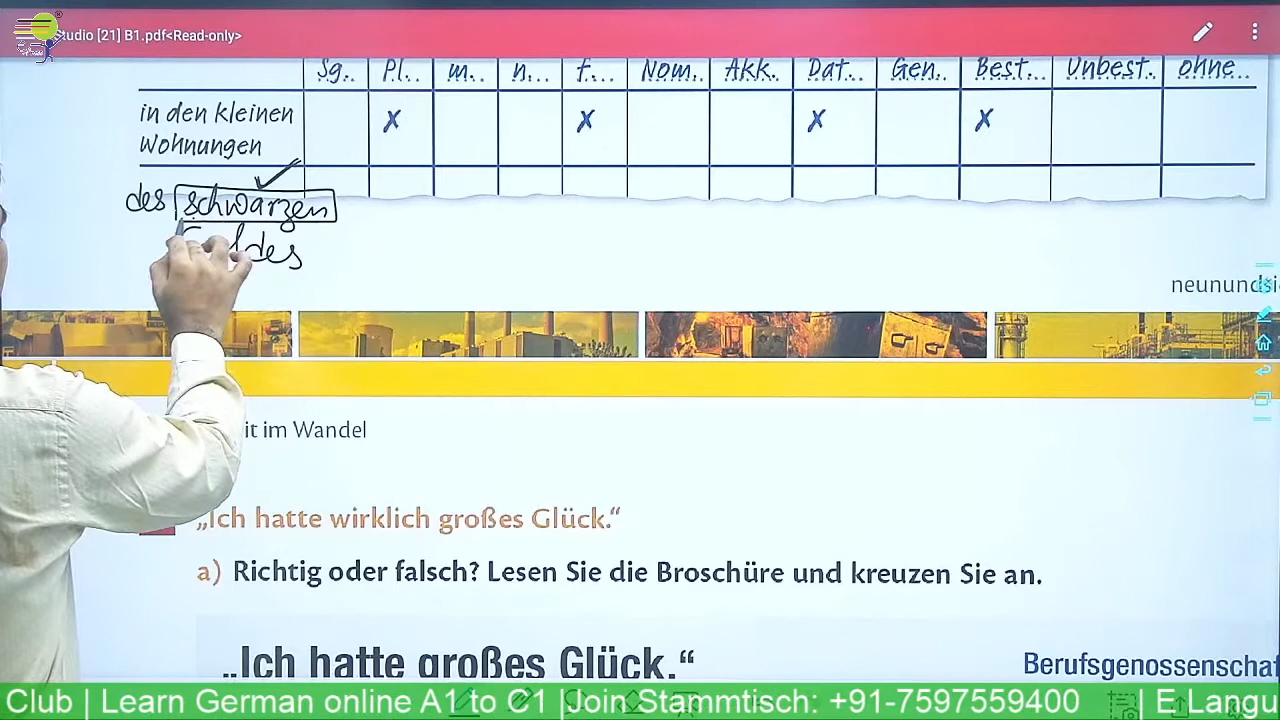 tudio [21] B1.pdf<Read-only>
Sg.. Pl.. m.. n... f... Nom.. Akk. Dat.. Gen.. Best... Unbest.. ohne..
in den kleinen X X X X
Wohnungen
des schwarzen
neunundsi
it im Wandel
„Ich hatte wirklich großes Glück.“
a) Richtig oder falsch? Lesen Sie die Broschüre und kreuzen Sie an.
„Ich hatte großes Glück.“
Berufsgenossenschaf
Club | Learn German online A1 to C1 |Join Stammtisch: +91-7597559400 | E Langu